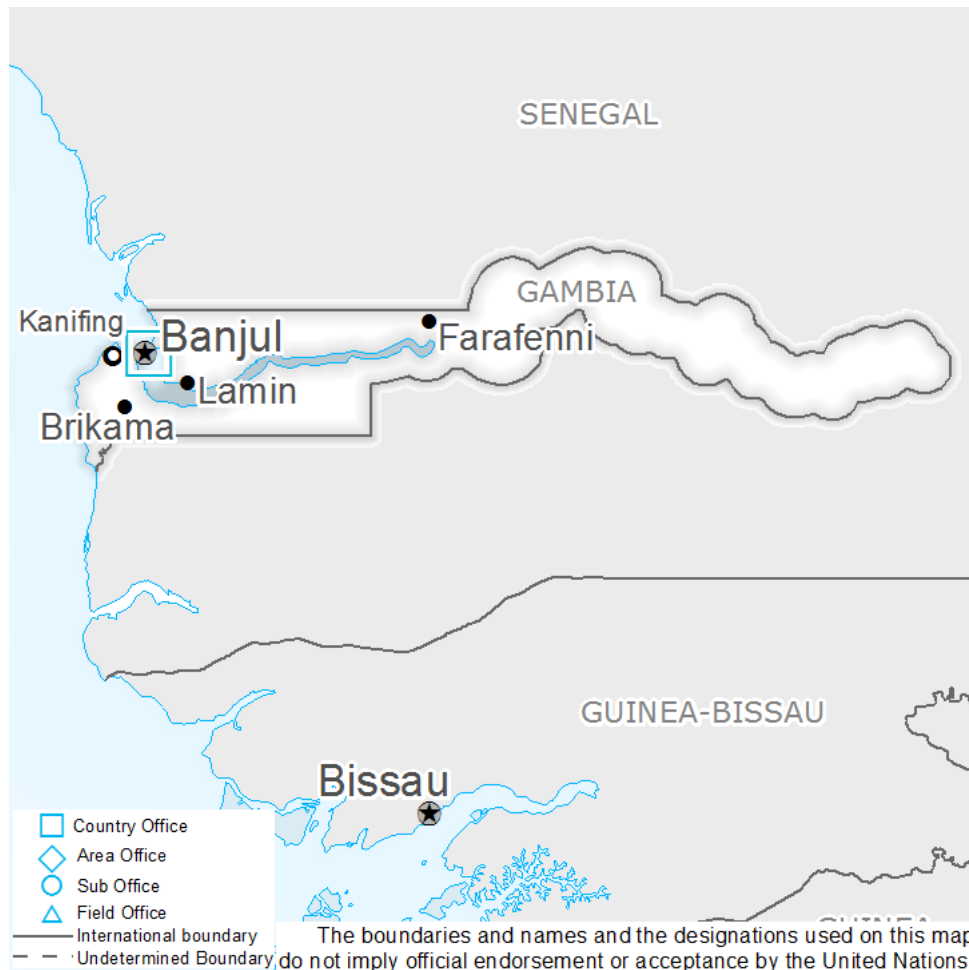 SENEGAL
GAMBIA
Kanifing
Banjul
Farafenni
Lamin
Brikama
GUINEA-BISSAU
Bissau
Country Office
Area Office
Sub Office
Field Office
International boundary
Undetermined Boundary
GUINEA
The boundaries and names and the designations used on this map
do not imply official endorsement or acceptance by the United Nations